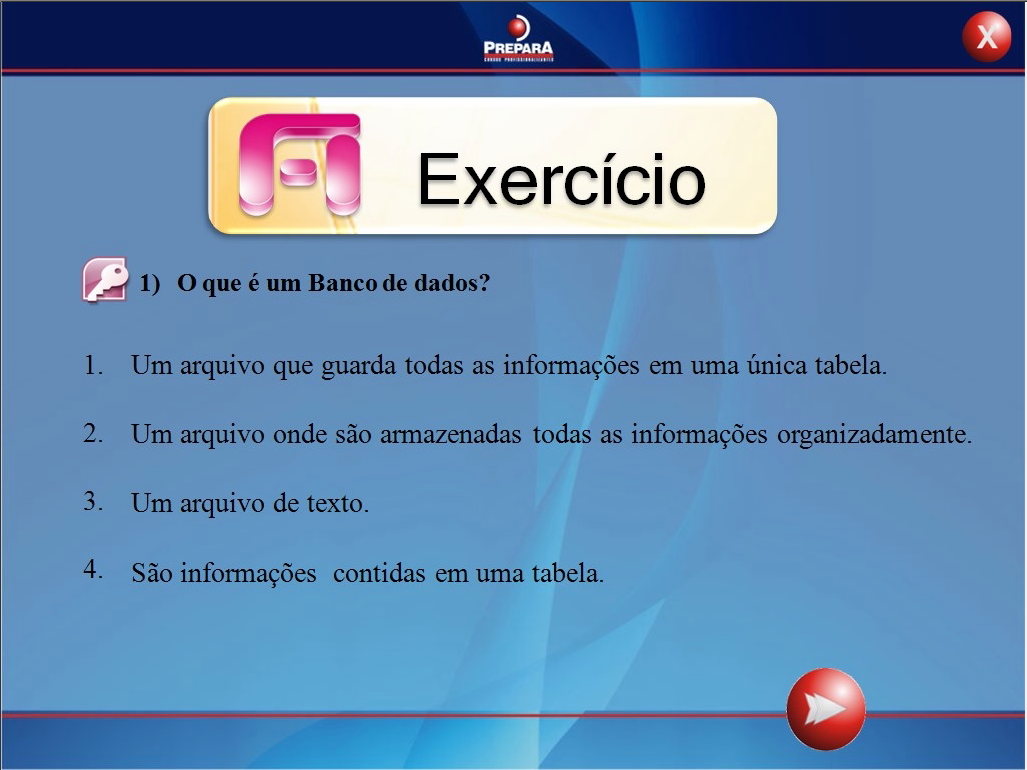 PREPARA
CURSOS PROFISSIONALIZANTES
X
Exercício
1) O que é um Banco de dados?
1. Um arquivo que guarda todas as informações em uma única tabela.
2. Um arquivo onde são armazenadas todas as informações organizadamente.
3. Um arquivo de texto.
4. São informações contidas em uma tabela.